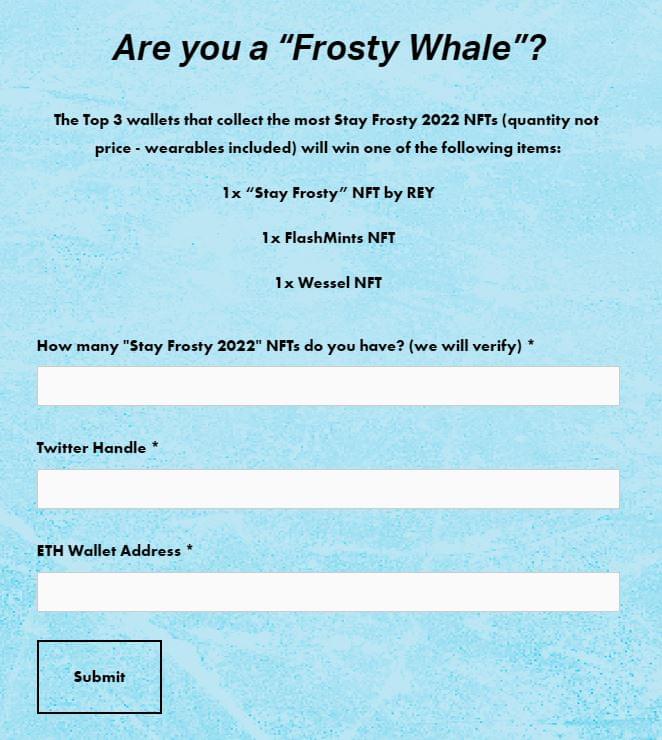 Are you a “Frosty Whale”?
The Top 3 wallets that collect the most Stay Frosty 2022 NFTs (quantity not
price - wearables included) will win one of the following items:
1x “Stay Frosty” NFT by REY
1x FlashMints NFT
1x Wessel NFT
How many "Stay Frosty 2022" NFTs do you have? (we will verify) *
Twitter Handle *
ETH Wallet Address *
Submit